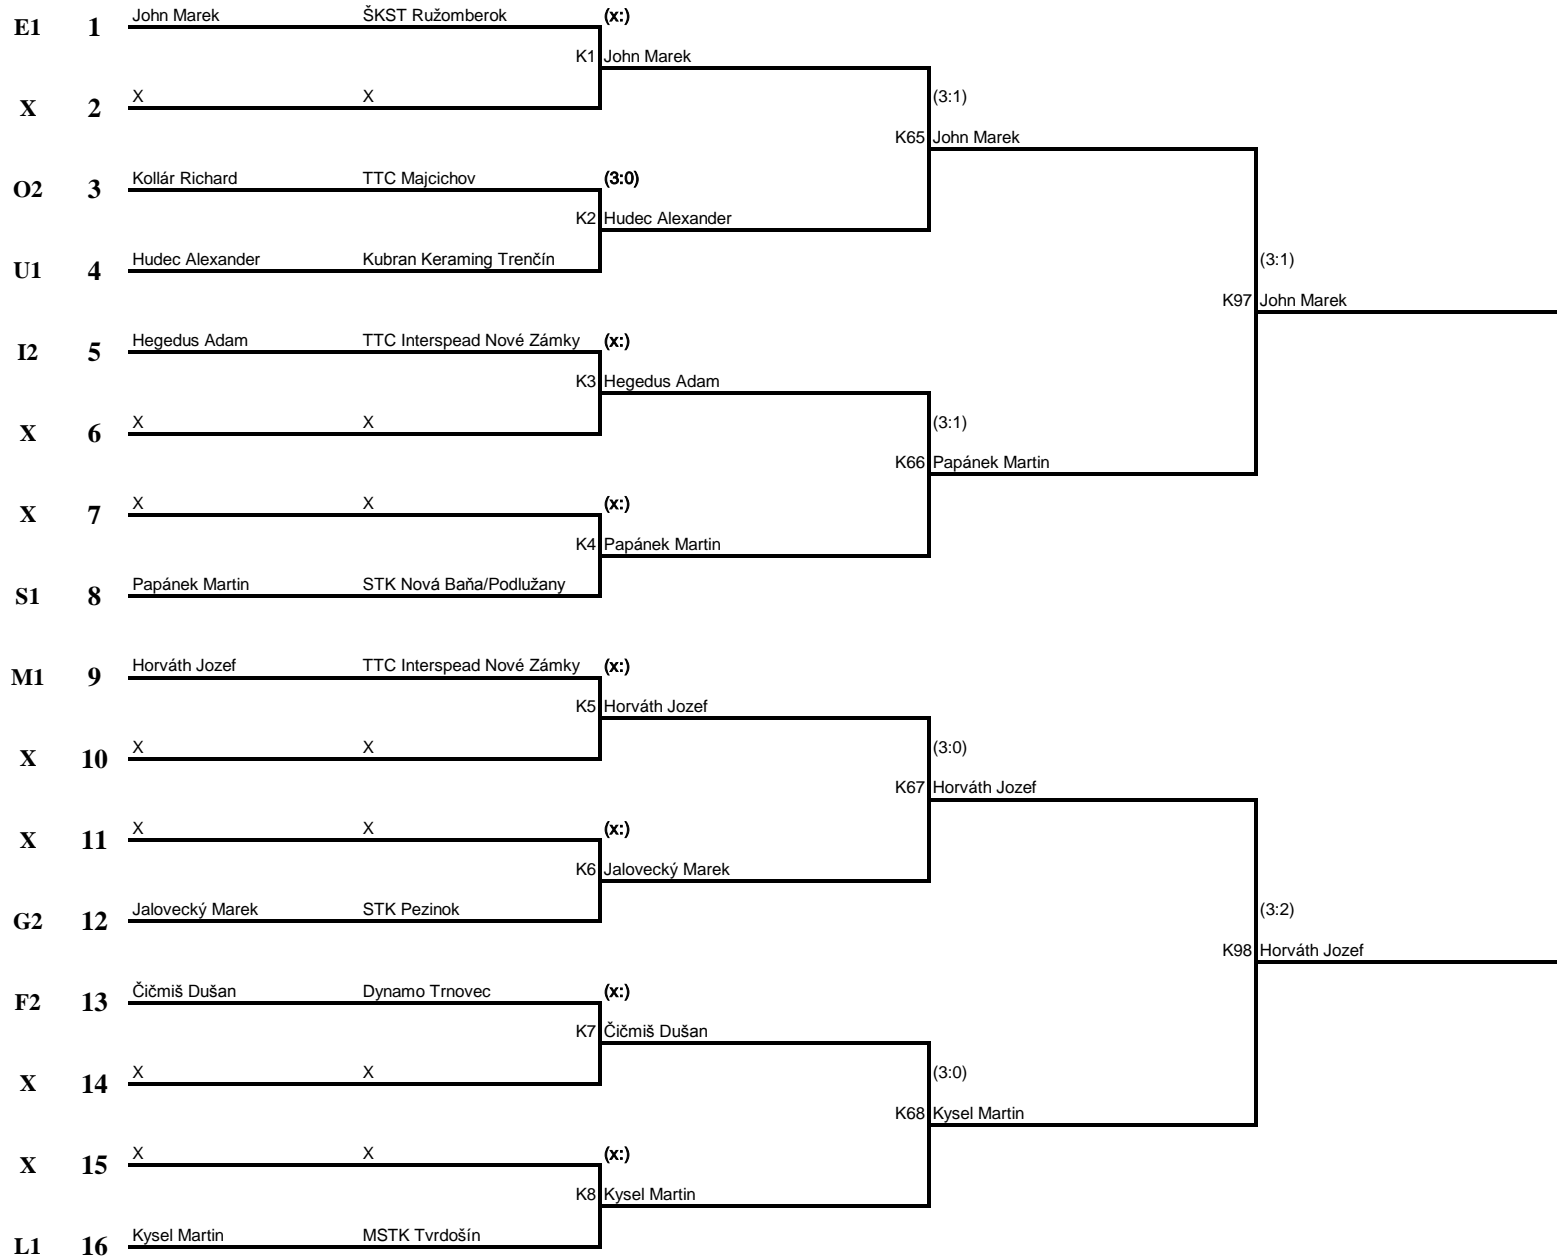 John Marek ŠKST Ružomberok (x:)
E1 1
K1 John Marek
X X (3:1)
X 2
K65 John Marek
Kollár Richard TTC Majcichov (3:0)
O2 3
K2 Hudec Alexander
Hudec Alexander Kubran Keraming Trenčín (3:1)
U1 4
K97 John Marek
Hegedus Adam TTC Interspead Nové Zámky (x:)
I2 5
K3 Hegedus Adam
X X (3:1)
X 6
K66 Papánek Martin
X X (x:)
X 7
K4 Papánek Martin
Papánek Martin STK Nová Baňa/Podlužany
S1 8
Horváth Jozef TTC Interspead Nové Zámky (x:)
M1 9
K5 Horváth Jozef
X X (3:0)
X 10
K67 Horváth Jozef
X X (x:)
X 11
K6 Jalovecký Marek
Jalovecký Marek STK Pezinok (3:2)
G2 12
K98 Horváth Jozef
Čičmiš Dušan Dynamo Trnovec (x:)
F2 13
K7 Čičmiš Dušan
X X (3:0)
X 14
K68 Kysel Martin
X X (x:)
X 15
K8 Kysel Martin
Kysel Martin MSTK Tvrdošín
L1 16